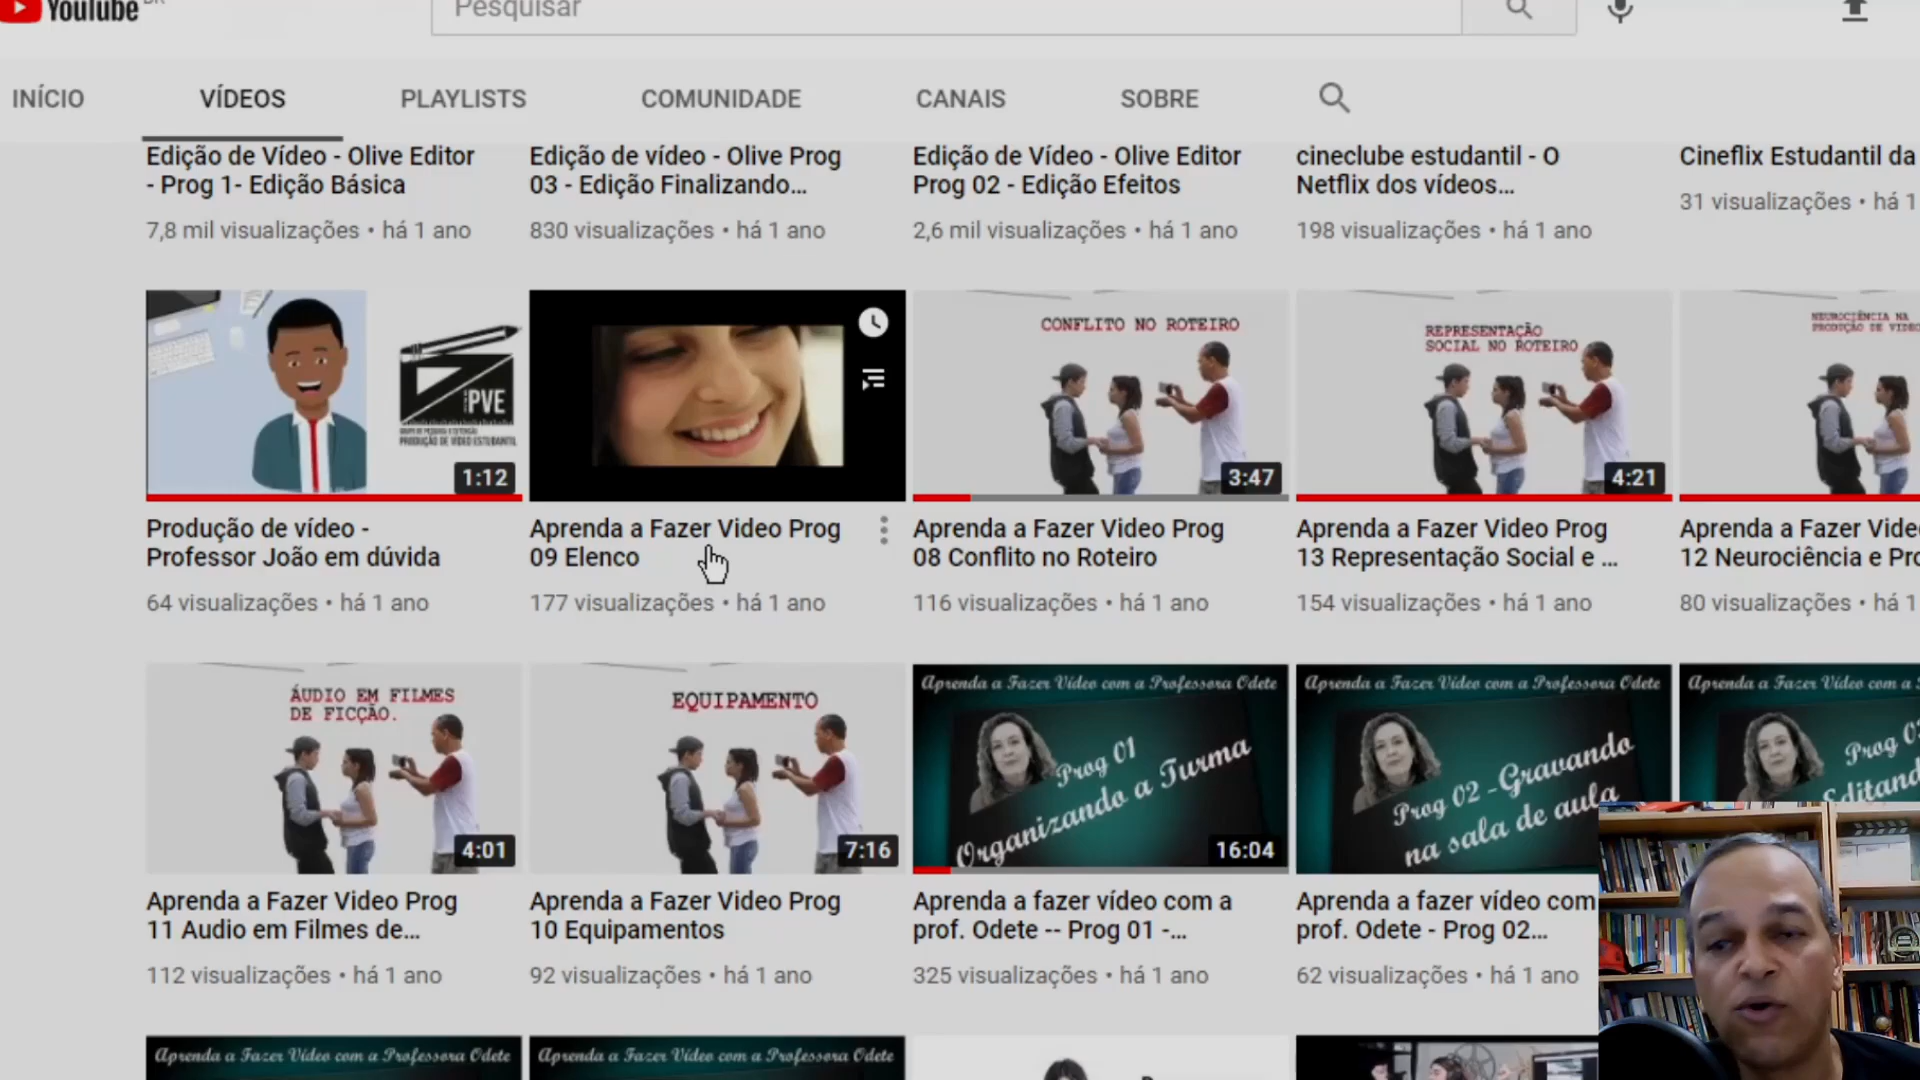 YouTube
Pesquisar
INÍCIO
VÍDEOS
PLAYLISTS
COMUNIDADE
CANAIS
SOBRE
Edição de Vídeo - Olive Editor
- Prog 1- Edição Básica
7,8 mil visualizações • há 1 ano
Edição de vídeo - Olive Prog
03 - Edição Finalizando...
830 visualizações • há 1 ano
Edição de Vídeo - Olive Editor
Prog 02 - Edição Efeitos
2,6 mil visualizações • há 1 ano
cineclube estudantil - O
Netflix dos vídeos...
198 visualizações • há 1 ano
Cineflix Estudantil da
31 visualizações • há 1
PVE
PRODUÇÃO DE VÍDEO ESTUDANTIL
1:12
CONFLITO NO ROTEIRO
3:47
REPRESENTAÇÃO
SOCIAL NO ROTEIRO
4:21
NEUROCIÊNCIA NA
PRODUÇÃO DE VIDEO
Produção de vídeo -
Professor João em dúvida
64 visualizações • há 1 ano
Aprenda a Fazer Video Prog
09 Elenco
177 visualizações • há 1 ano
Aprenda a Fazer Video Prog
08 Conflito no Roteiro
116 visualizações • há 1 ano
Aprenda a Fazer Video Prog
13 Representação Social e ...
154 visualizações • há 1 ano
Aprenda a Fazer Vide
12 Neurociência e Pr
80 visualizações • há 1
ÁUDIO EM FILMES
DE FICÇÃO.
4:01
EQUIPAMENTO
7:16
Aprenda a Fazer Vídeo com a Professora Odete
Prog 01
Organizando a Turma
16:04
Aprenda a Fazer Vídeo com a Professora Odete
Prog 02 -Gravando
na sala de aula
Aprenda a Fazer Vídeo com a
Prog 0
Editand
Aprenda a Fazer Video Prog
11 Audio em Filmes de...
112 visualizações • há 1 ano
Aprenda a Fazer Video Prog
10 Equipamentos
92 visualizações • há 1 ano
Aprenda a fazer vídeo com a
prof. Odete -- Prog 01 -...
325 visualizações • há 1 ano
Aprenda a fazer vídeo com
prof. Odete - Prog 02...
62 visualizações • há 1 ano
Aprenda a Fazer Vídeo com a Professora Odete
Aprenda a Fazer Vídeo com a Professora Odete